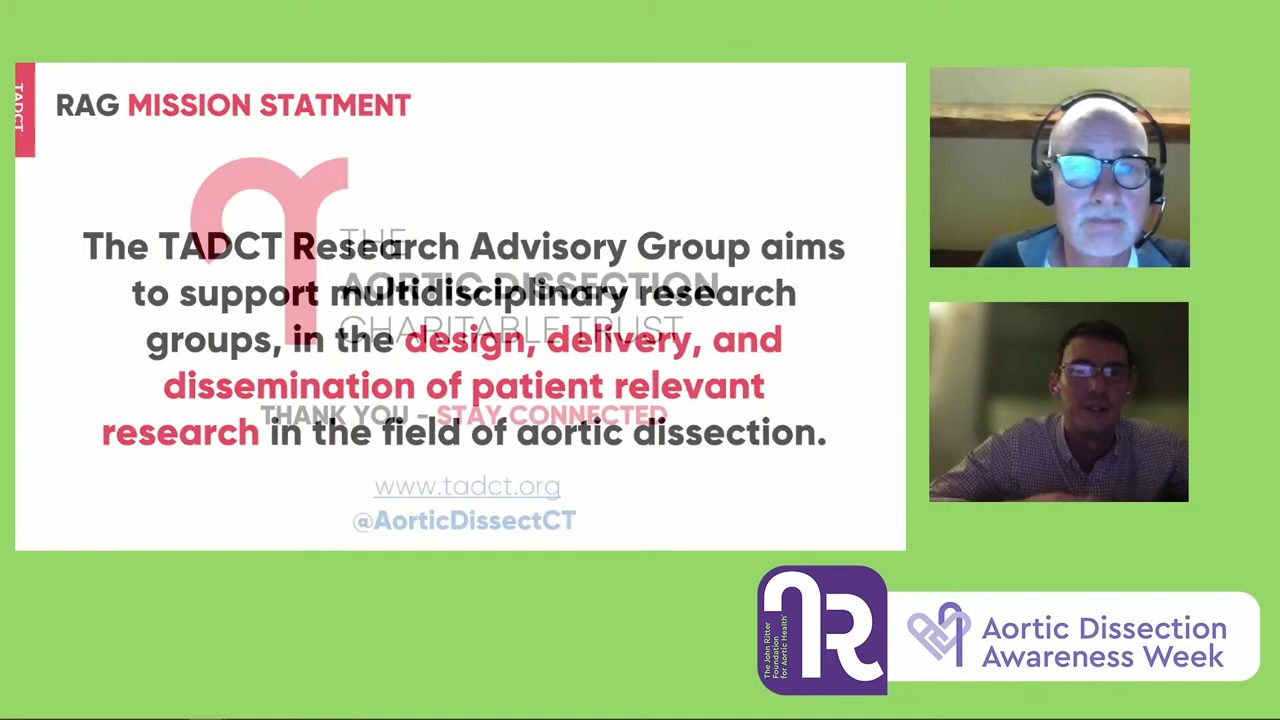 TADCT
RAG MISSION STATMENT
The TADCT Research Advisory Group aims
to support multidisciplinary research
groups, in the design, delivery, and
dissemination of patient relevant
research in the field of aortic dissection.
THE
AORTIC DISSECTION
CHARITABLE TRUST
THANK YOU - STAY CONNECTED
www.tadct.org
@AorticDissectCT
The John Ritter
Foundation
for Aortic Health
R
Aortic Dissection
Awareness Week